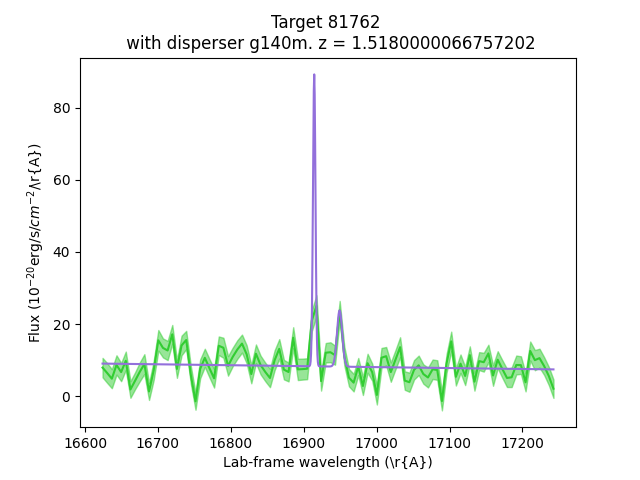 Target 81762
with disperser g140m. z = 1.5180000066757202
Flux (10^{-20}erg/s/cm^{-2}/\r{A})
80
60
40
20
0
16600 16700 16800 16900 17000 17100 17200
Lab-frame wavelength (\r{A})